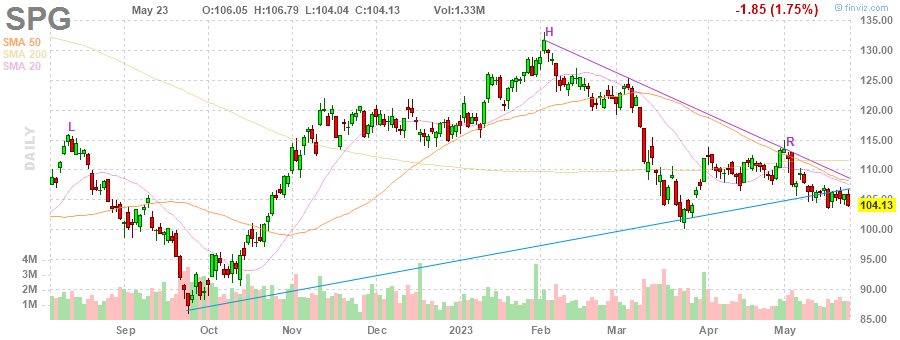 SPG
May 23 O:106.05 H:106.79 L:104.04 C:104.13 Vol:1.33M -1.85 (1.75%) © finviz.com
SMA 50
SMA 200
SMA 20
DAILY
L
H
R
135.00
130.00
125.00
120.00
115.00
110.00
105.00
104.13
100.00
95.00
90.00
85.00
4M
3M
2M
1M
Sep Oct Nov Dec 2023 Feb Mar Apr May